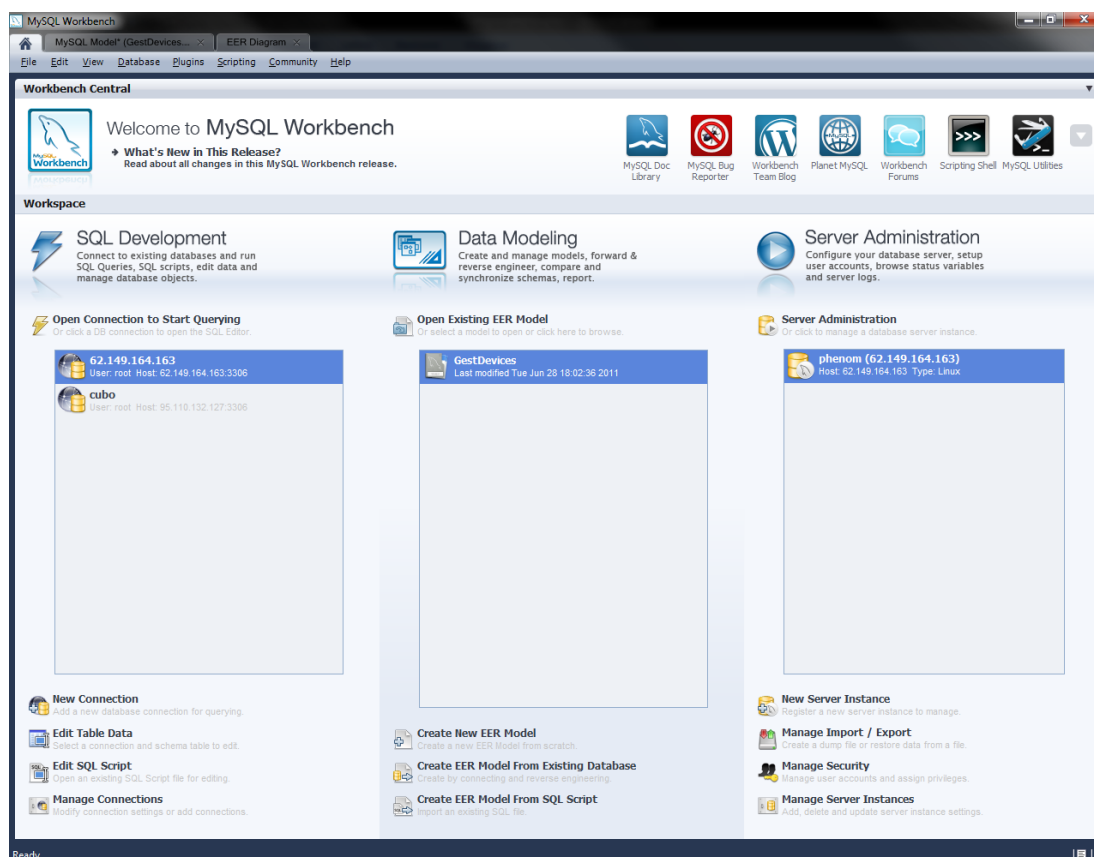 MySQL Workbench
MySQL Model* (GestDevices...
EER Diagram
File Edit View Database Plugins Scripting Community Help
Workbench Central
MySQL
Workbench
Welcome to MySQL Workbench
What's New in This Release?
Read about all changes in this MySQL Workbench release.
MySQL Doc
Library
MySQL Bug
Reporter
Workbench
Team Blog
Planet MySQL
Workbench
Forums
>>>
Scripting Shell
MySQL Utilities
Workspace
SQL Development
Connect to existing databases and run
SQL Queries, SQL scripts, edit data and
manage database objects.
Open Connection to Start Querying
Or click a DB connection to open the SQL Editor.
62.149.164.163
User: root Host: 62.149.164.163:3306
cubo
User: root Host: 95.110.132.127:3306
New Connection
Add a new database connection for querying.
Edit Table Data
Select a connection and schema table to edit.
Edit SQL Script
Open an existing SQL Script file for editing.
Manage Connections
Modify connection settings or add connections.
Data Modeling
Create and manage models, forward &
reverse engineer, compare and
synchronize schemas, report.
Open Existing EER Model
Or select a model to open or click here to browse.
GestDevices
Last modified Tue Jun 28 18:02:36 2011
Create New EER Model
Create a new EER Model from scratch.
Create EER Model From Existing Database
Create by connecting and reverse engineering.
Create EER Model From SQL Script
Import an existing SQL file.
Server Administration
Configure your database server, setup
user accounts, browse status variables
and server logs.
Server Administration
Or click to manage a database server instance.
phenom (62.149.164.163)
Host: 62.149.164.163 Type: Linux
New Server Instance
Register a new server instance to manage.
Manage Import / Export
Create a dump file or restore data from a file.
Manage Security
Manage user accounts and assign privileges.
Manage Server Instances
Add, delete and update server instance settings.
Ready